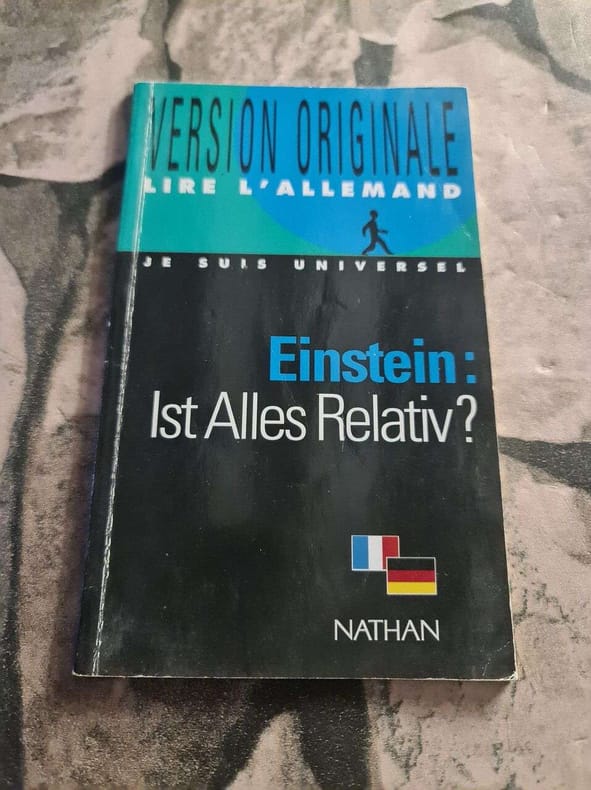 VERSION ORIGINALE
LIRE L'ALLEMAND
JE SUIS UNIVERSEL
Einstein:
Ist Alles Relativ?
NATHAN